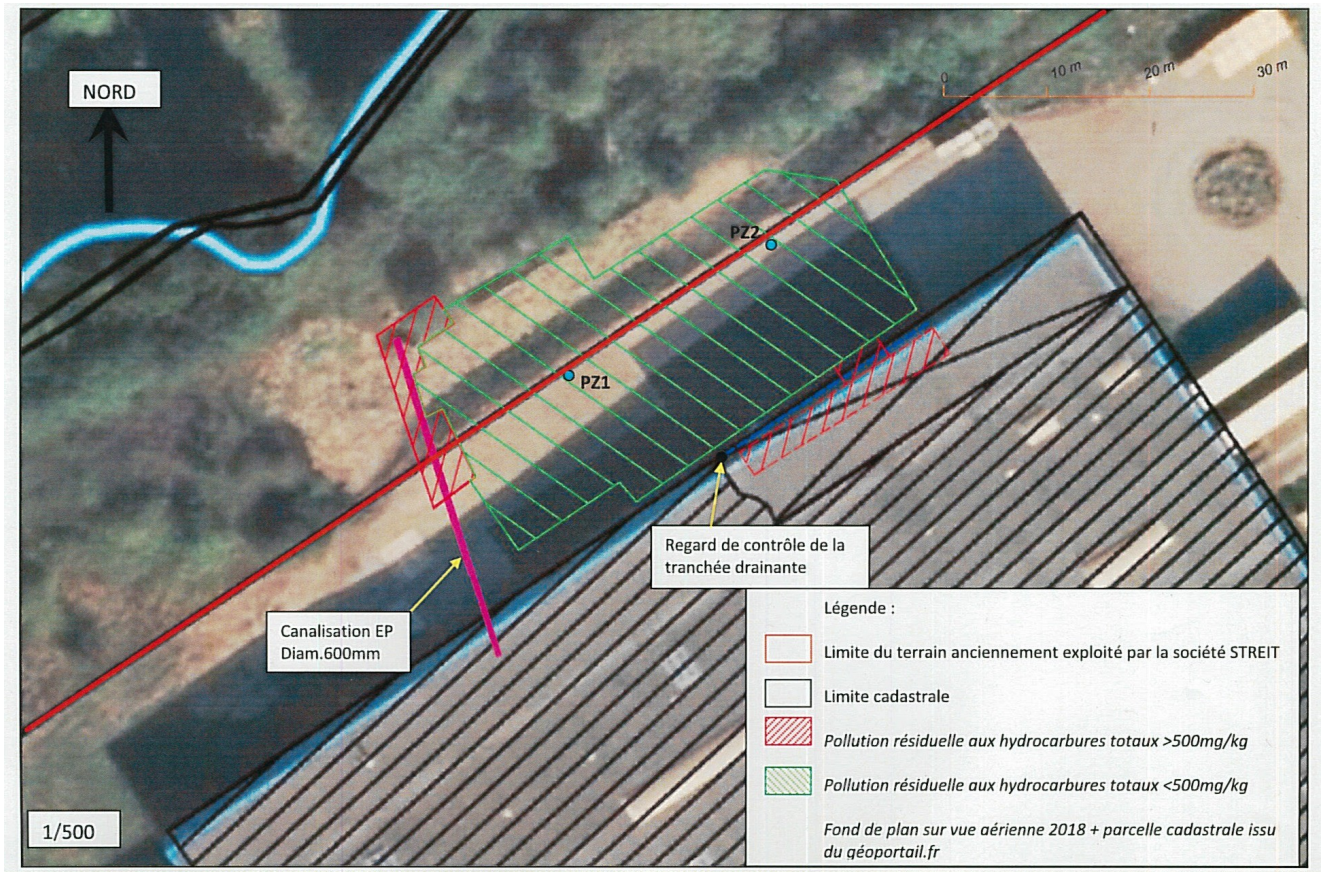 NORD
0
10 m
20 m
30 m
PZ2
PZ1
Regard de contrôle de la
tranchée drainante
Canalisation EP
Diam.600mm
Légende :
Limite du terrain anciennement exploité par la société STREIT
Limite cadastrale
Pollution résiduelle aux hydrocarbures totaux >500mg/kg
Pollution résiduelle aux hydrocarbures totaux <500mg/kg
Fond de plan sur vue aérienne 2018 + parcelle cadastrale issu
du géoportail.fr
1/500